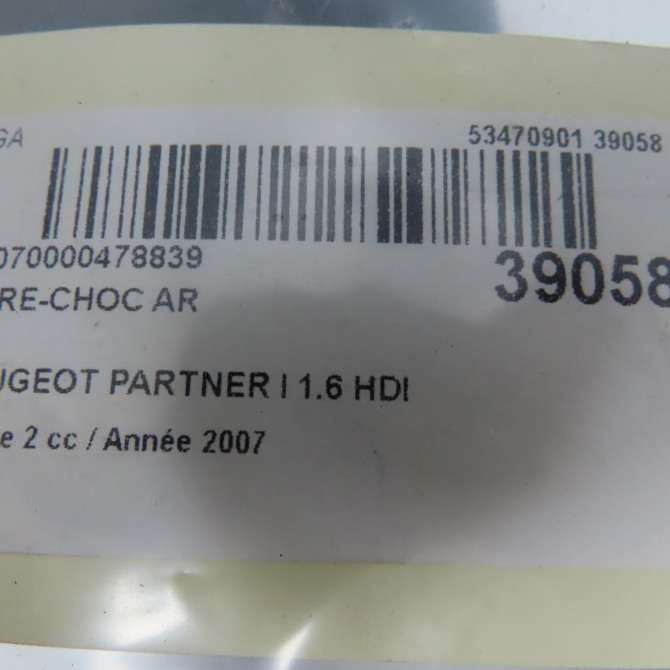 GA 53470901 39058
070000478839
39058
RE-CHOC AR
UGEOT PARTNER I 1.6 HDI
e 2 cc / Année 2007